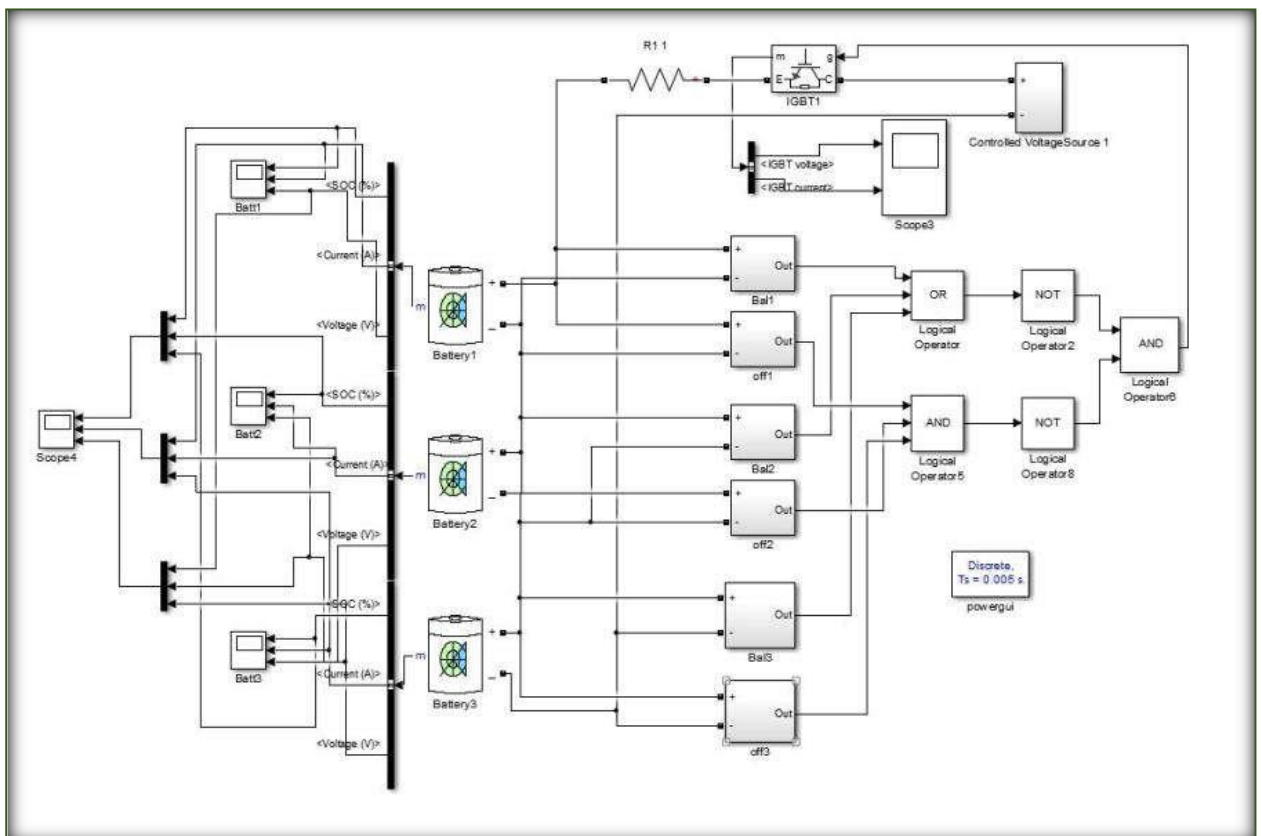 R1 1
m
g
E
C
IGBT1
+
-
Controlled VoltageSource 1
<IGBT voltage>
<IGBT current>
Scope3
<SOC (%)>
Batt1
<Current (A)>
<Voltage (V)>
m
+
_
Battery1
+
-
Out
Bal1
+
-
Out
off1
OR
Logical
Operator
NOT
Logical
Operator2
AND
Logical
Operator6
Scope4
<SOC (%)>
Batt2
<Current (A)>
<Voltage (V)>
m
+
_
Battery2
+
-
Out
Bal2
+
-
Out
off2
AND
Logical
Operator5
NOT
Logical
Operator8
Discrete,
Ts = 0.005 s.
powergui
<SOC (%)>
Batt3
<Current (A)>
<Voltage (V)>
m
+
_
Battery3
+
-
Out
Bal3
+
-
Out
off3